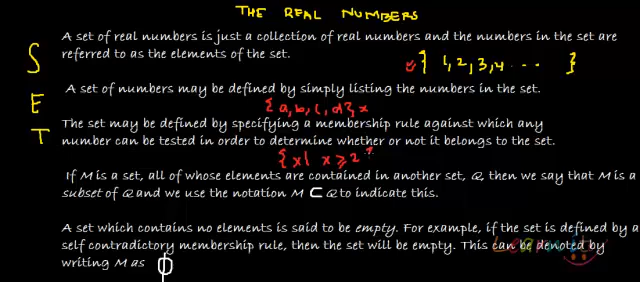 THE REAL NUMBERS
A set of real numbers is just a collection of real numbers and the numbers in the set are
referred to as the elements of the set.
{ 1, 2, 3, 4 ... }
S
E
T
A set of numbers may be defined by simply listing the numbers in the set.
{ a, b, c, d } x
The set may be defined by specifying a membership rule against which any
number can be tested in order to determine whether or not it belongs to the set.
{ x | x ⩾ 2 }
If M is a set, all of whose elements are contained in another set, Q, then we say that M is a
subset of Q and we use the notation M ⊂ Q to indicate this.
A set which contains no elements is said to be empty. For example, if the set is defined by a
self contradictory membership rule, then the set will be empty. This can be denoted by
writing M as ϕ
Learnity